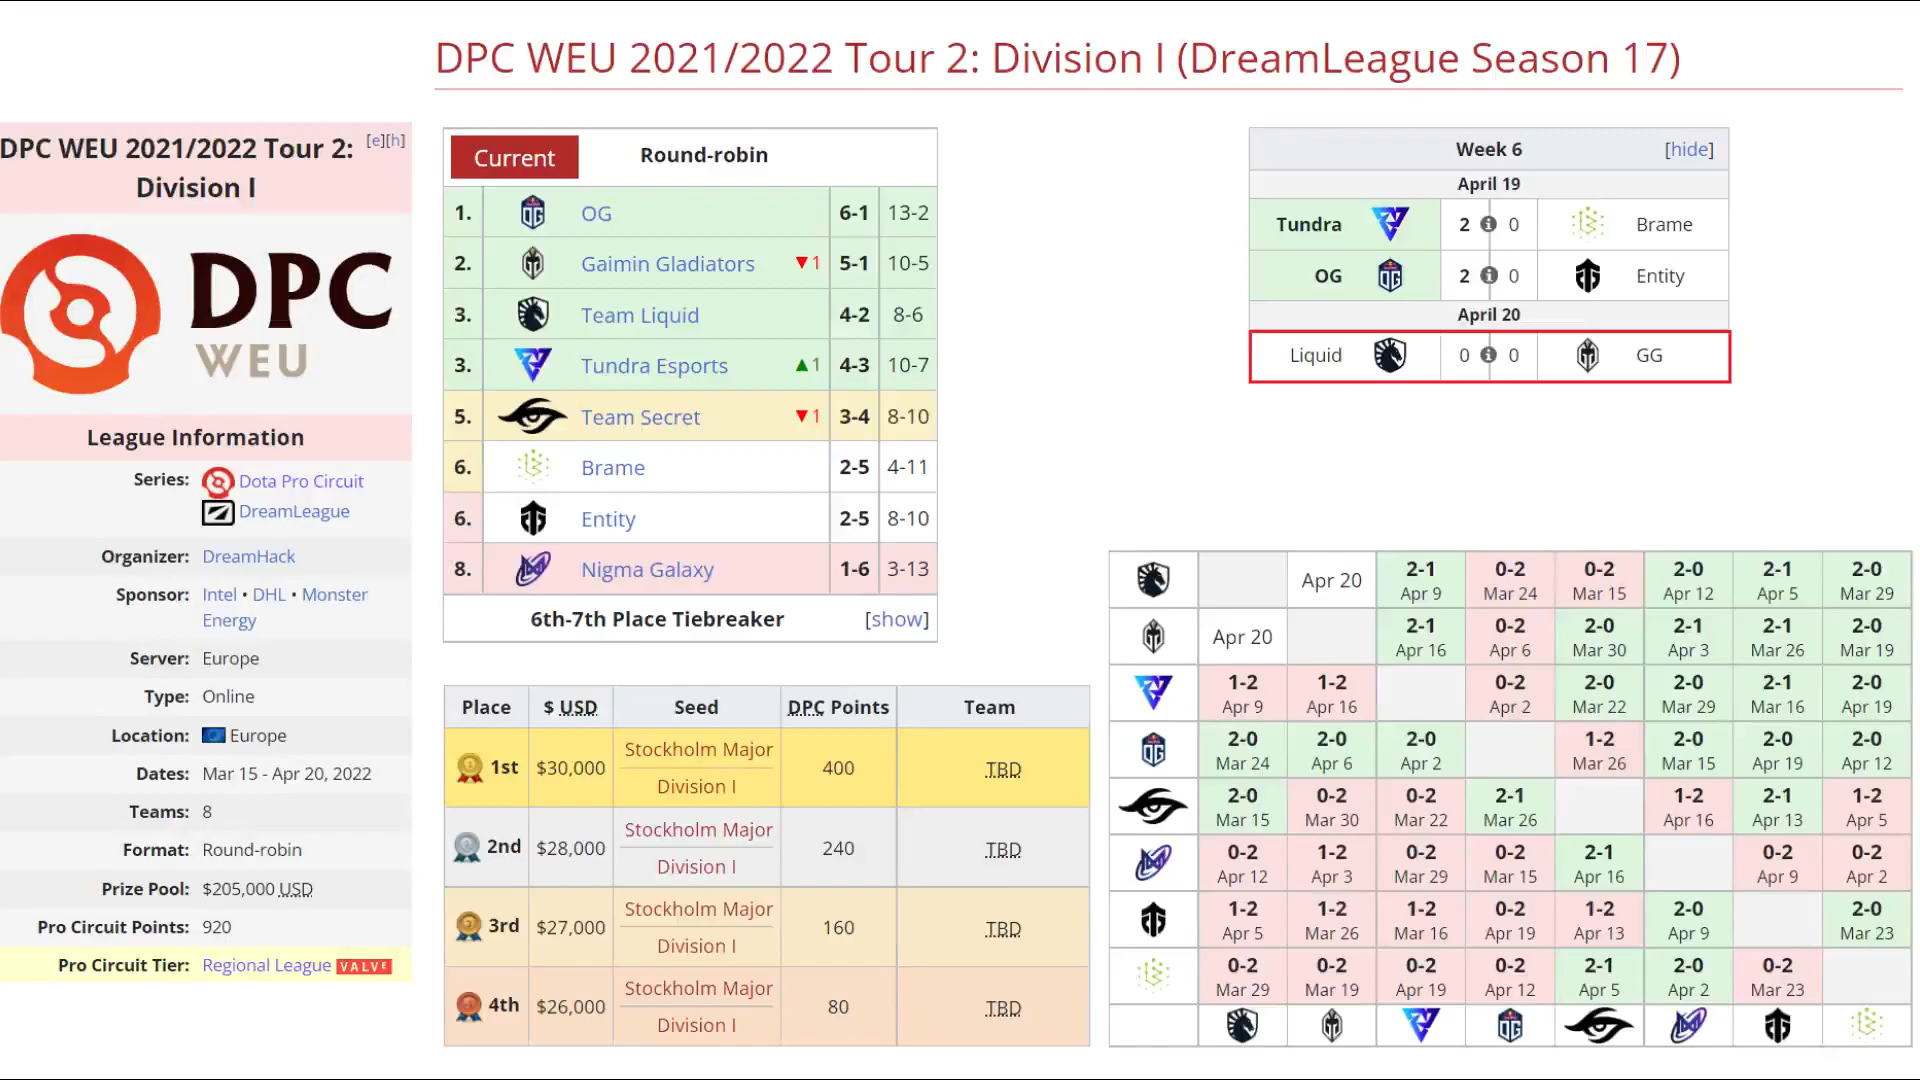 DPC WEU 2021/2022 Tour 2: Division I (DreamLeague Season 17)
DPC WEU 2021/2022 Tour 2: [e][h]
Division I
DPC
WEU
League Information
Series: Dota Pro Circuit
DreamLeague
Organizer: DreamHack
Sponsor: Intel • DHL • Monster
Energy
Server: Europe
Type: Online
Location: Europe
Dates: Mar 15 - Apr 20, 2022
Teams: 8
Format: Round-robin
Prize Pool: $205,000 USD
Pro Circuit Points: 920
Pro Circuit Tier: Regional League VALVE
Current Round-robin
1. OG 6-1 13-2
2. Gaimin Gladiators ▼1 5-1 10-5
3. Team Liquid 4-2 8-6
3. Tundra Esports ▲1 4-3 10-7
5. Team Secret ▼1 3-4 8-10
6. Brame 2-5 4-11
6. Entity 2-5 8-10
8. Nigma Galaxy 1-6 3-13
6th-7th Place Tiebreaker [show]
Place $ USD Seed DPC Points Team
1st $30,000 Stockholm Major 400 TBD
Division I
2nd $28,000 Stockholm Major 240 TBD
Division I
3rd $27,000 Stockholm Major 160 TBD
Division I
4th $26,000 Stockholm Major 80 TBD
Division I
Week 6 [hide]
April 19
Tundra 2 0 Brame
OG 2 0 Entity
April 20
Liquid 0 0 GG
Apr 20 2-1 0-2 0-2 2-0 2-1 2-0
Apr 9 Mar 24 Mar 15 Apr 12 Apr 5 Mar 29
Apr 20 2-1 0-2 2-0 2-1 2-1 2-0
Apr 16 Apr 6 Mar 30 Apr 3 Mar 26 Mar 19
1-2 1-2 0-2 2-0 2-0 2-1 2-0
Apr 9 Apr 16 Apr 2 Mar 22 Mar 29 Mar 16 Apr 19
2-0 2-0 2-0 1-2 2-0 2-0 2-0
Mar 24 Apr 6 Apr 2 Mar 26 Mar 15 Apr 19 Apr 12
2-0 0-2 0-2 2-1 1-2 2-1 1-2
Mar 15 Mar 30 Mar 22 Mar 26 Apr 16 Apr 13 Apr 5
0-2 1-2 0-2 0-2 2-1 0-2 0-2
Apr 12 Apr 3 Mar 29 Mar 15 Apr 16 Apr 9 Apr 2
1-2 1-2 1-2 0-2 1-2 2-0 2-0
Apr 5 Mar 26 Mar 16 Apr 19 Apr 13 Apr 9 Mar 23
0-2 0-2 0-2 0-2 2-1 2-0 0-2
Mar 29 Mar 19 Apr 19 Apr 12 Apr 5 Apr 2 Mar 23